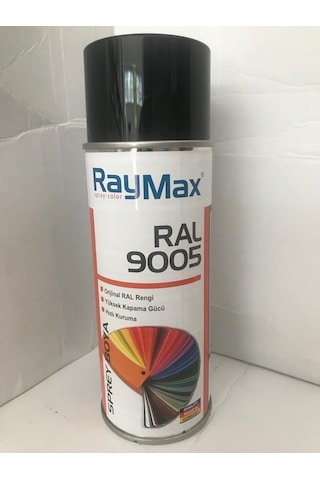 RayMax®
spray-color
RAL
9005
Orijinal RAL Rengi
Yüksek Kapama Gücü
Hızlı Kuruma
SPREY BOYA